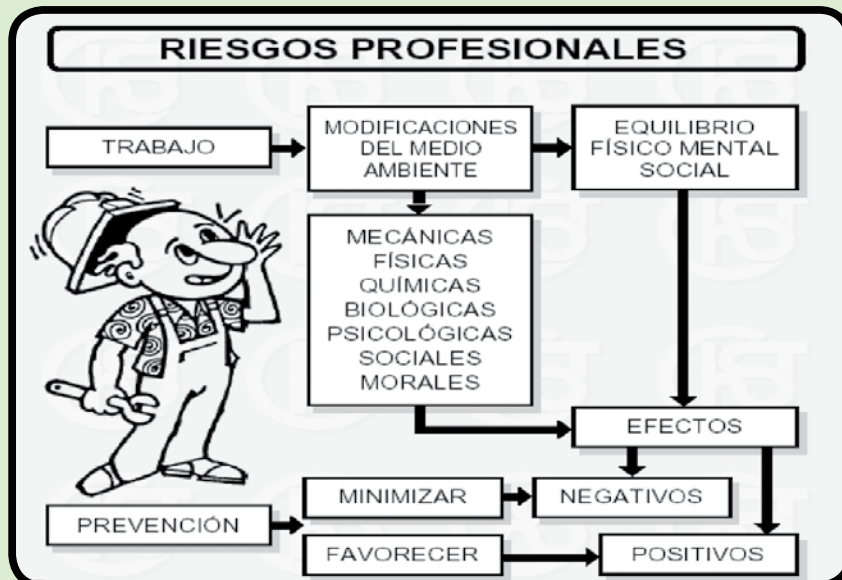 RIESGOS PROFESIONALES
TRABAJO
MODIFICACIONES
DEL MEDIO
AMBIENTE
EQUILIBRIO
FÍSICO MENTAL
SOCIAL
MECÁNICAS
FÍSICAS
QUÍMICAS
BIOLÓGICAS
PSICOLÓGICAS
SOCIALES
MORALES
EFECTOS
MINIMIZAR
NEGATIVOS
PREVENCIÓN
FAVORECER
POSITIVOS